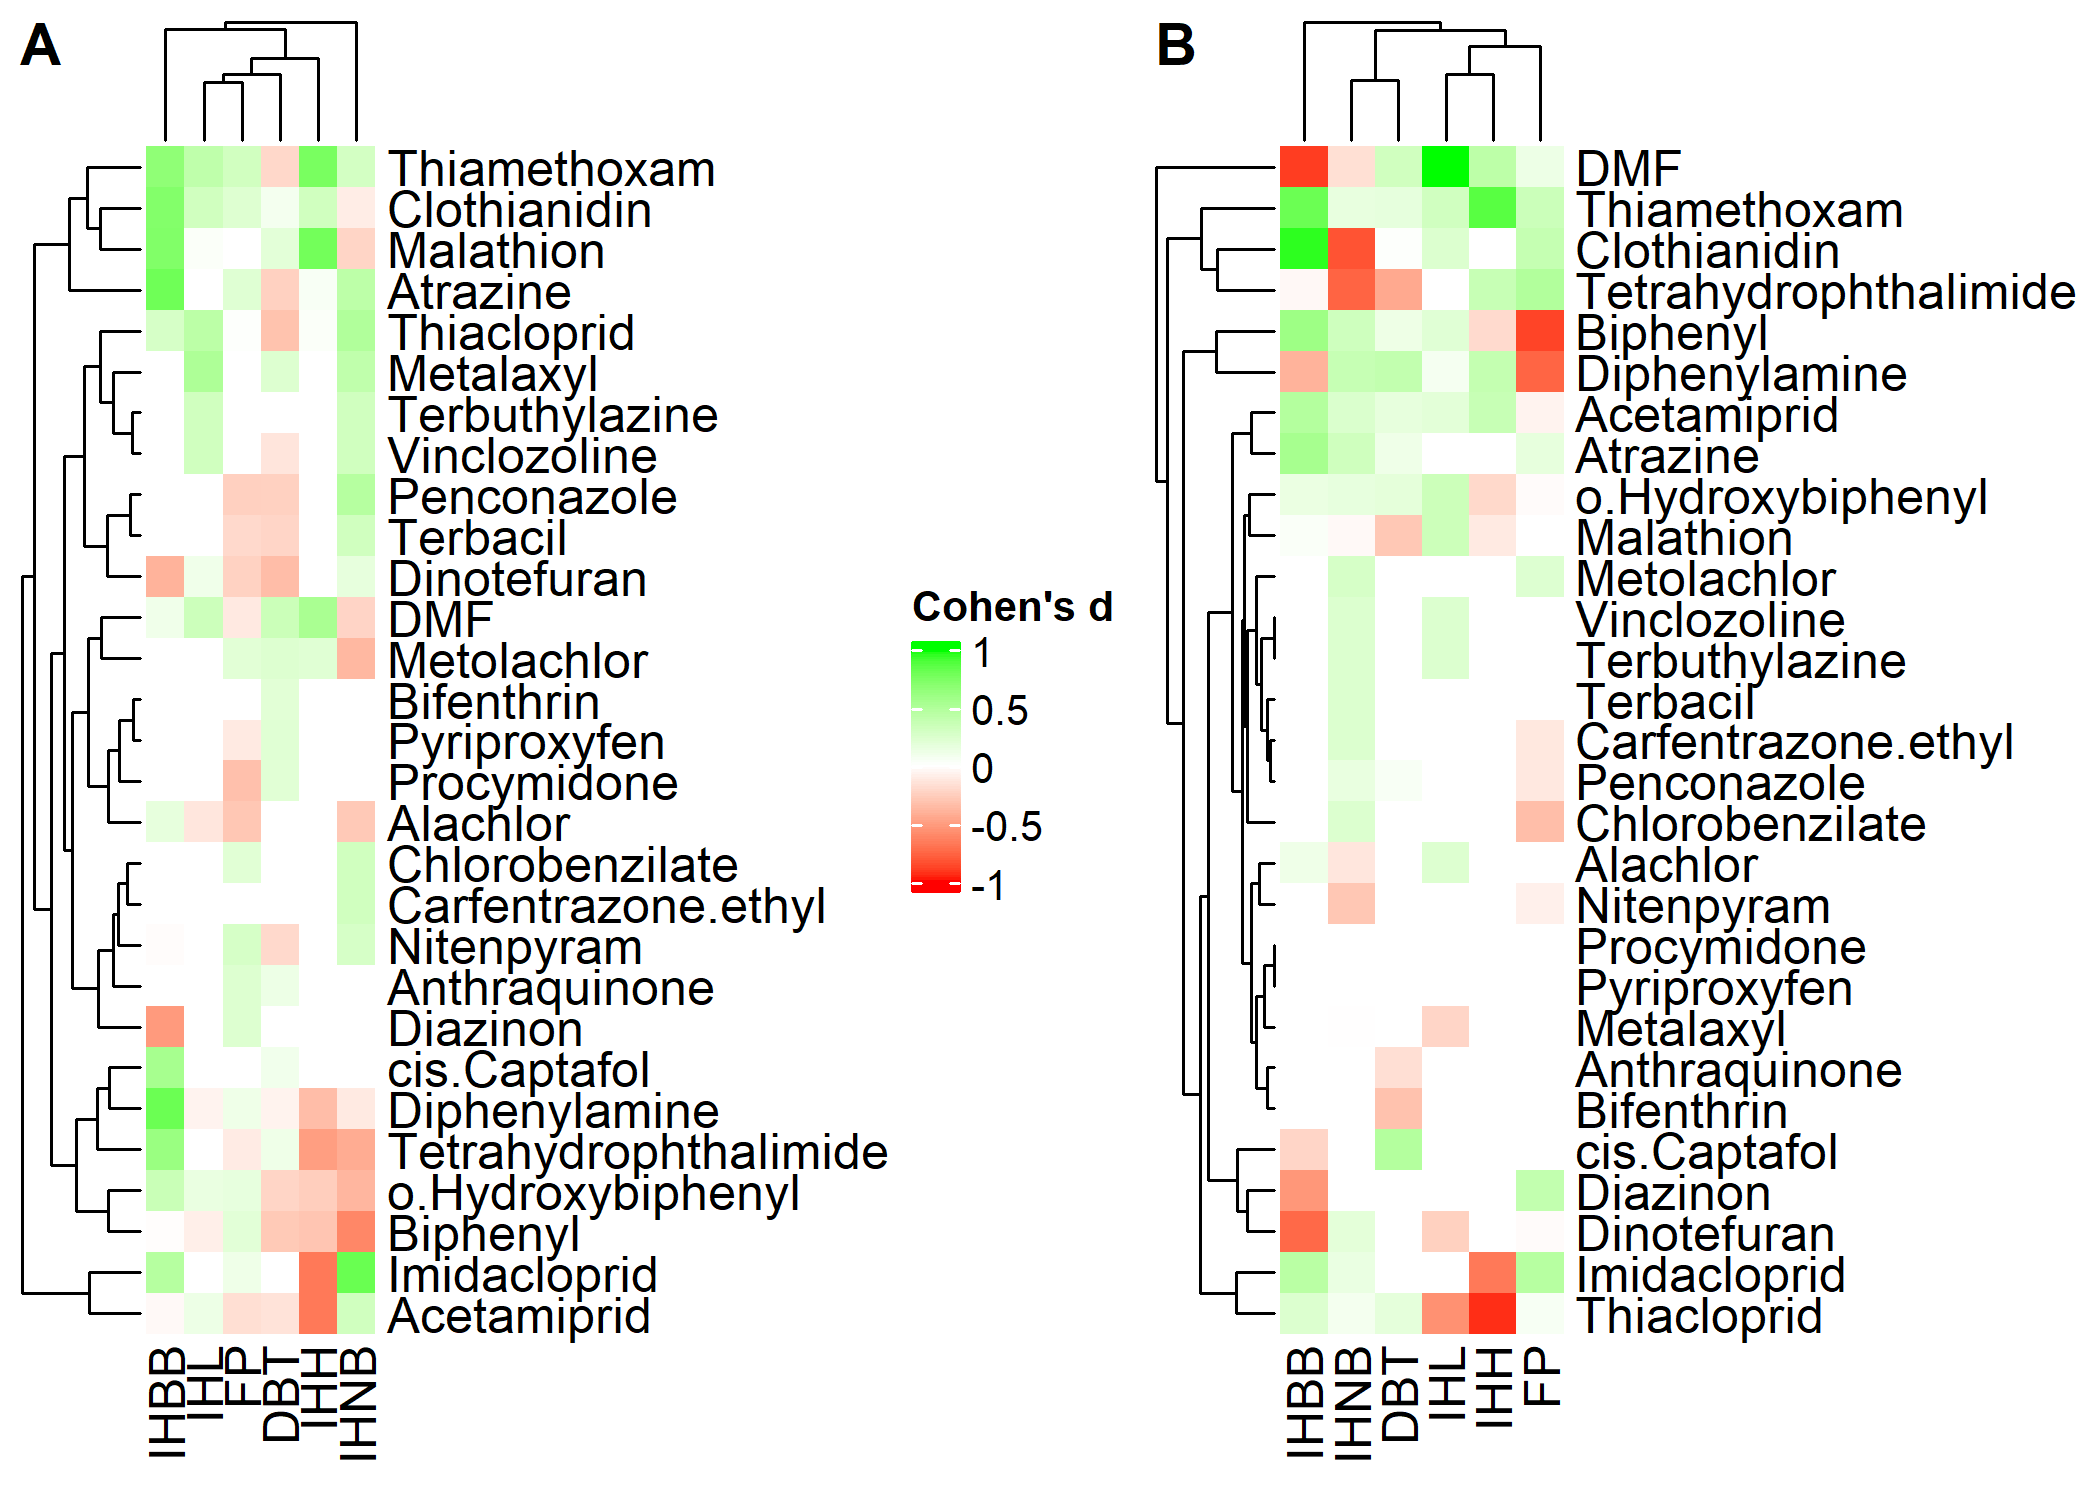 A
Thiamethoxam
Clothianidin
Malathion
Atrazine
Thiacloprid
Metalaxyl
Terbuthylazine
Vinclozoline
Penconazole
Terbacil
Dinotefuran
DMF
Metolachlor
Bifenthrin
Pyriproxyfen
Procymidone
Alachlor
Chlorobenzilate
Carfentrazone.ethyl
Nitenpyram
Anthraquinone
Diazinon
cis.Captafol
Diphenylamine
Tetrahydrophthalimide
o.Hydroxybiphenyl
Biphenyl
Imidacloprid
Acetamiprid
IHBB
IHL
FP
DBT
IHH
IHNB
Cohen's d
1
0.5
0
-0.5
-1
B
DMF
Thiamethoxam
Clothianidin
Tetrahydrophthalimide
Biphenyl
Diphenylamine
Acetamiprid
Atrazine
o.Hydroxybiphenyl
Malathion
Metolachlor
Vinclozoline
Terbuthylazine
Terbacil
Carfentrazone.ethyl
Penconazole
Chlorobenzilate
Alachlor
Nitenpyram
Procymidone
Pyriproxyfen
Metalaxyl
Anthraquinone
Bifenthrin
cis.Captafol
Diazinon
Dinotefuran
Imidacloprid
Thiacloprid
IHBB
IHNB
DBT
IHL
IHH
FP